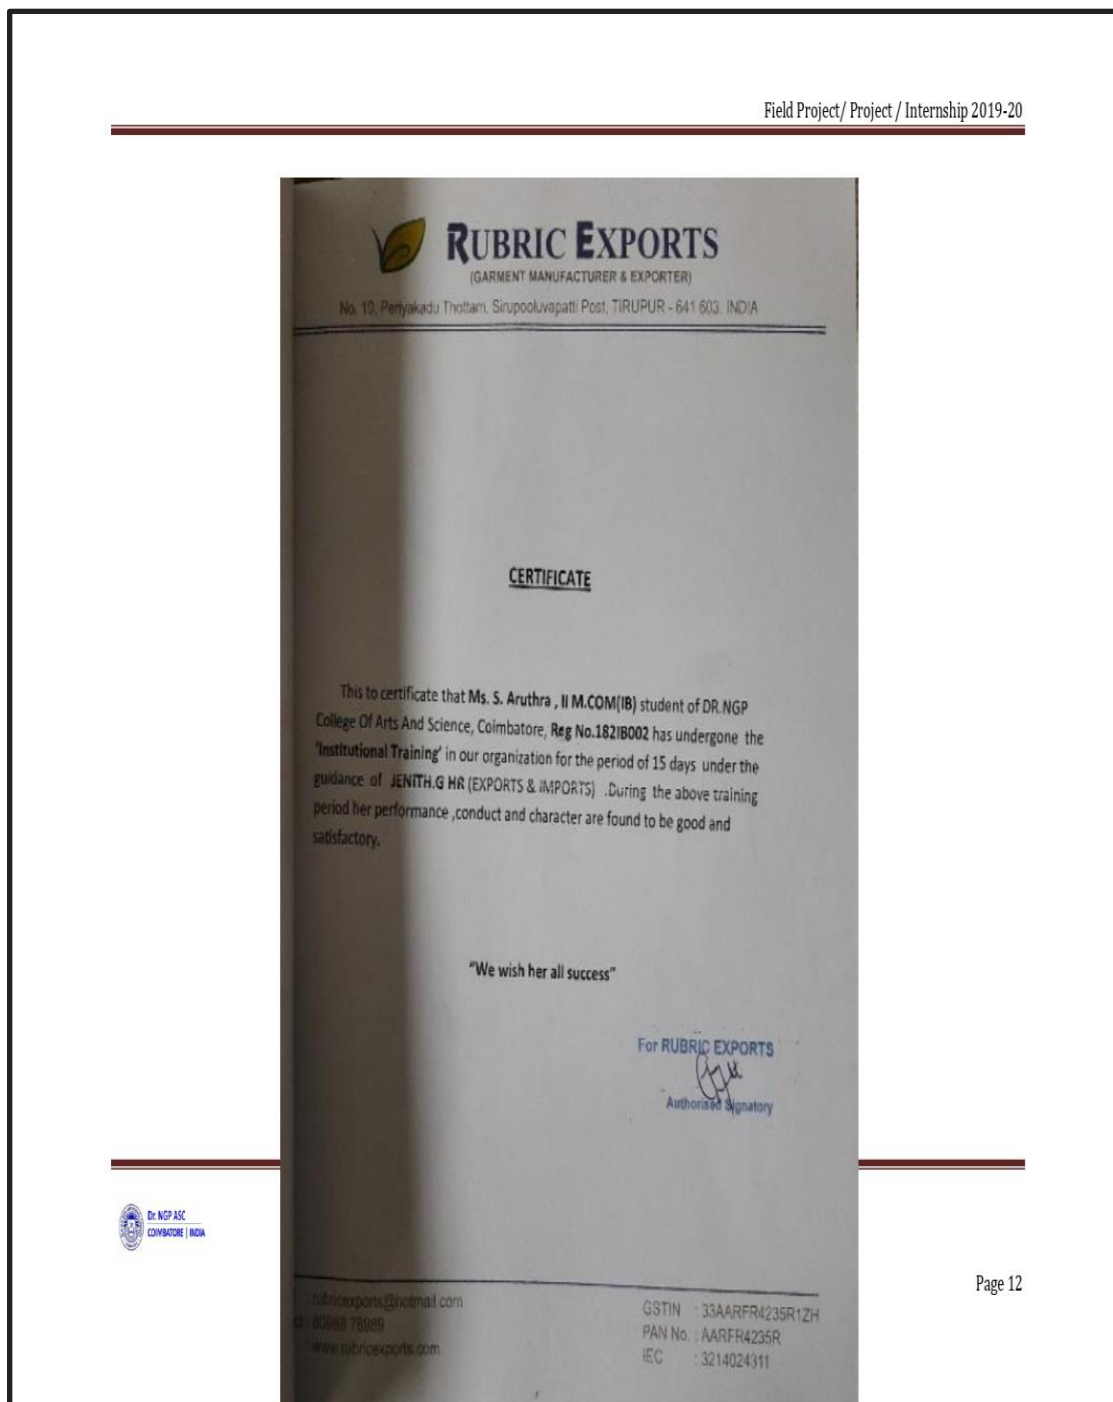 Field Project/ Project / Internship 2019-20
RUBRIC EXPORTS
(GARMENT MANUFACTURER & EXPORTER)
No. 10, Periyakadu Thottam, Sirupooluvapatti Post, TIRUPUR - 641 603. INDIA
CERTIFICATE
This to certificate that Ms. S. Aruthra , II M.COM(IB) student of DR.NGP
College Of Arts And Science, Coimbatore, Reg No.182IB002 has undergone the
'Institutional Training' in our organization for the period of 15 days under the
guidance of JENITH.G HR (EXPORTS & IMPORTS) .During the above training
period her performance ,conduct and character are found to be good and
satisfactory.
"We wish her all success"
For RUBRIC EXPORTS
Authorised Signatory
Dr. NGP ASC
COIMBATORE | INDIA
Page 12
: rubricexports@hotmail.com
: 80988 78989
: www.rubricexports.com
GSTIN : 33AARFR4235R1ZH
PAN No. : AARFR4235R
IEC : 3214024311